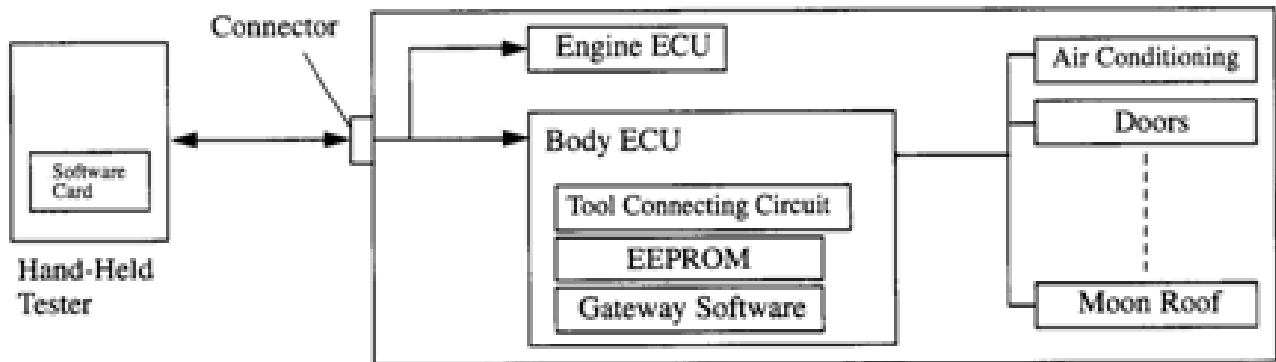 Connector
Engine ECU
Air Conditioning
Doors
Body ECU
Software
Card
Tool Connecting Circuit
EEPROM
Gateway Software
Hand-Held
Tester
Moon Roof